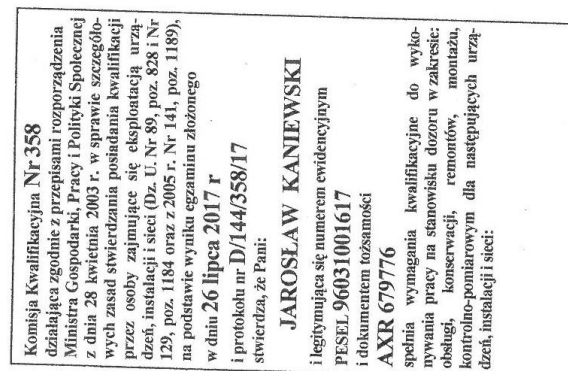 Komisja Kwalifikacyjna Nr 358
działająca zgodnie z przepisami rozporządzenia
Ministra Gospodarki, Pracy i Polityki Społecznej
z dnia 28 kwietnia 2003 r. w sprawie szczegóło-
wych zasad stwierdzania posiadania kwalifikacji
przez osoby zajmujące się eksploatacją urzą-
dzeń, instalacji i sieci (Dz. U. Nr 89, poz. 828 i Nr
129, poz. 1184 oraz z 2005 r. Nr 141, poz. 1189),
na podstawie wyniku egzaminu złożonego
w dniu 26 lipca 2017 r
i protokołu nr D/144/358/17
stwierdza, że Pani:
JAROSŁAW KANIEWSKI
i legitymująca się numerem ewidencyjnym
PESEL 96031001617
i dokumentem tożsamości
AXR 679776
spełnia wymagania kwalifikacyjne do wyko-
nywania pracy na stanowisku dozoru w zakresie:
obsługi, konserwacji, remontów, montażu,
kontrolno-pomiarowym dla następujących urzą-
dzeń, instalacji i sieci: